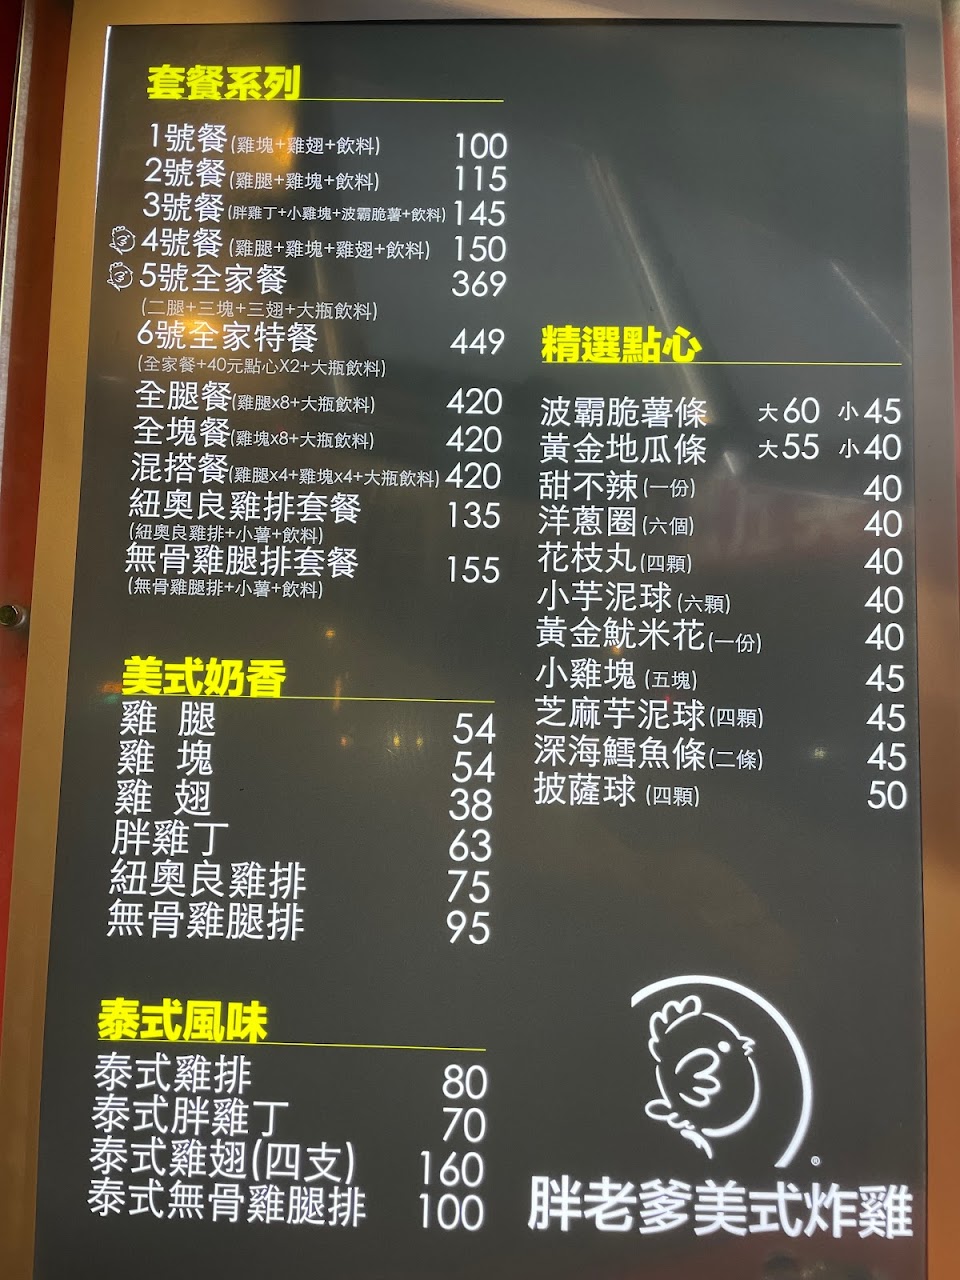 套餐系列
1號餐(雞塊+雞翅+飲料) 100
2號餐(雞腿+雞塊+飲料) 115
3號餐(胖雞丁+小雞塊+波霸脆薯+飲料) 145
4號餐(雞腿+雞塊+雞翅+飲料) 150
5號全家餐 369
(二腿+三塊+三翅+大瓶飲料)
6號全家特餐 449
(全家餐+40元點心X2+大瓶飲料)
全腿餐(雞腿x8+大瓶飲料) 420
全塊餐(雞塊x8+大瓶飲料) 420
混搭餐(雞腿x4+雞塊x4+大瓶飲料) 420
紐奧良雞排套餐 135
(紐奧良雞排+小薯+飲料)
無骨雞腿排套餐 155
(無骨雞腿排+小薯+飲料)
美式奶香
雞 腿 54
雞 塊 54
雞 翅 38
胖雞丁 63
紐奧良雞排 75
無骨雞腿排 95
泰式風味
泰式雞排 80
泰式胖雞丁 70
泰式雞翅(四支) 160
泰式無骨雞腿排 100
精選點心
波霸脆薯條 大60 小45
黃金地瓜條 大55 小40
甜不辣(一份) 40
洋蔥圈(六個) 40
花枝丸(四顆) 40
小芋泥球(六顆) 40
黃金魷米花(一份) 40
小雞塊(五塊) 45
芝麻芋泥球(四顆) 45
深海鱈魚條(二條) 45
披薩球(四顆) 50
®
胖老爹美式炸雞